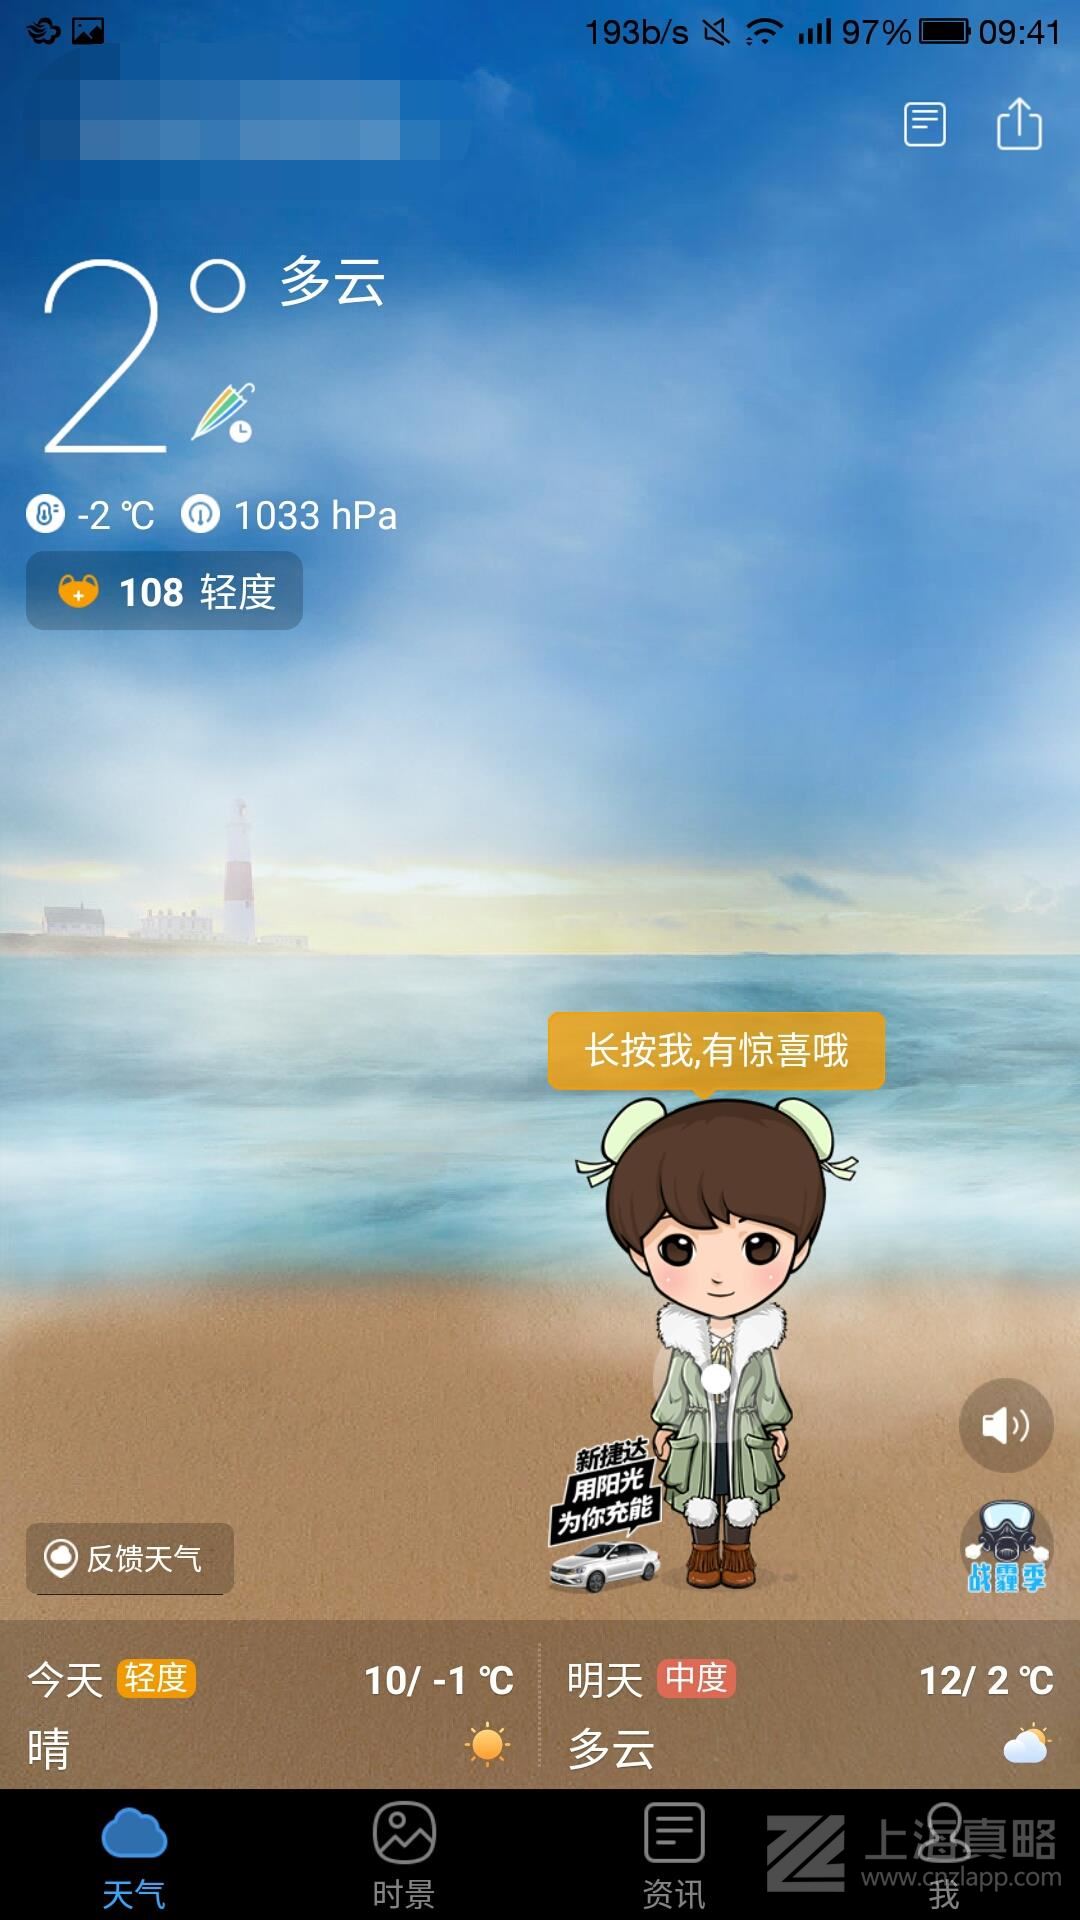 193b/s 97% 09:41
2° 多云
-2 ℃ 1033 hPa
108 轻度
长按我,有惊喜哦
新捷达
用阳光
为你充能
战霾季
反馈天气
今天 轻度 10/ -1 ℃
晴
明天 中度 12/ 2 ℃
多云
天气 时景 资讯 我
上海真略
www.cnzlapp.com